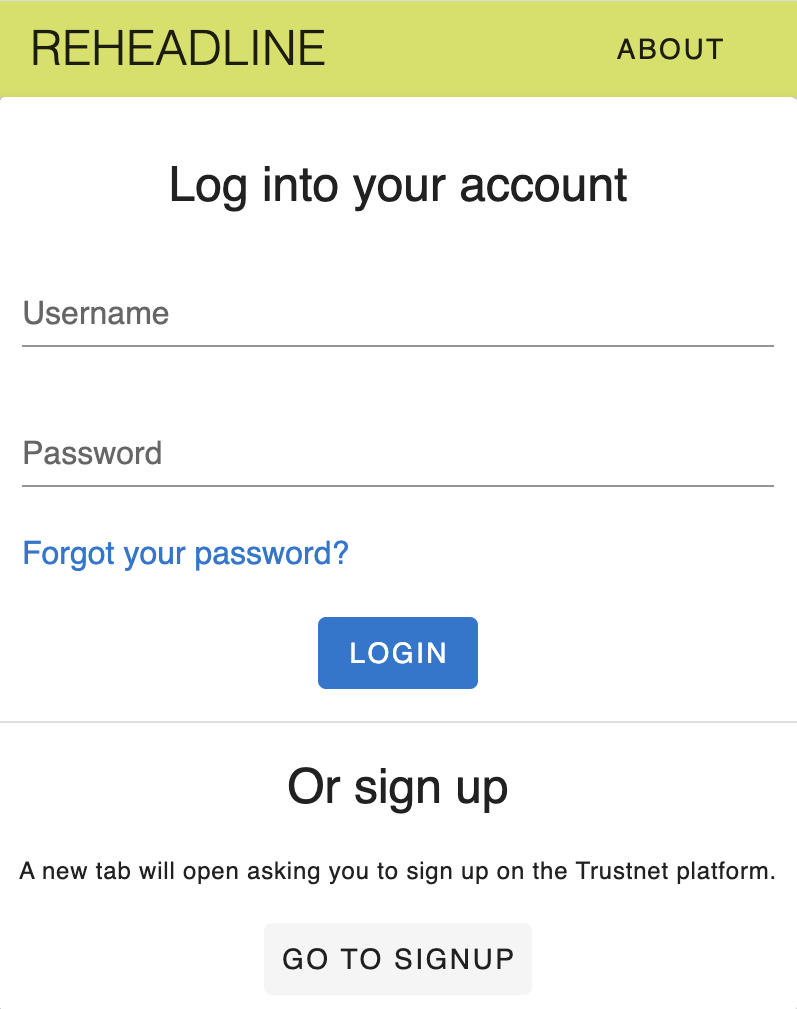 REHEADLINE
ABOUT
Log into your account
Username
Password
Forgot your password?
LOGIN
Or sign up
A new tab will open asking you to sign up on the Trustnet platform.
GO TO SIGNUP